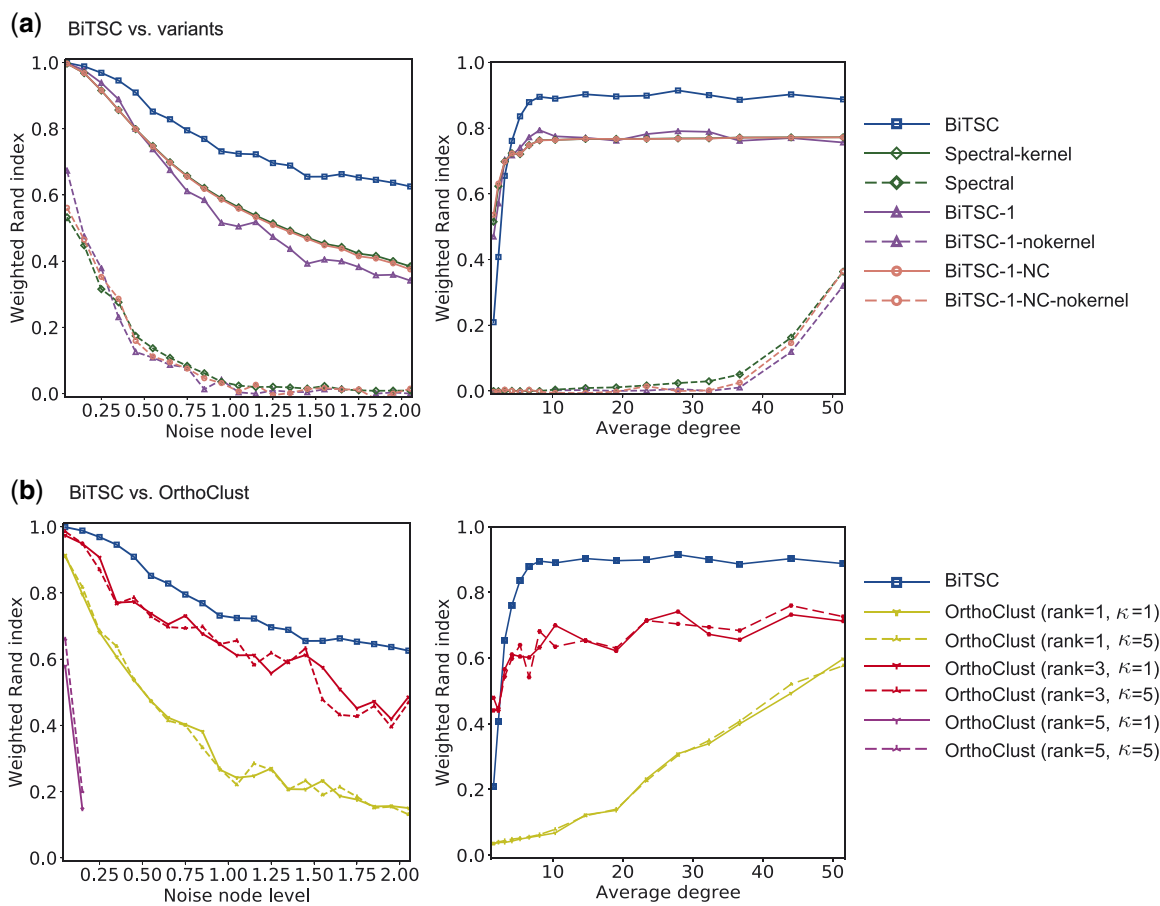 (a) BiTSC vs. variants
Weighted Rand index
1.0
0.8
0.6
0.4
0.2
0.0
0.25 0.50 0.75 1.00 1.25 1.50 1.75 2.00
Noise node level
Weighted Rand index
1.0
0.8
0.6
0.4
0.2
0.0
10 20 30 40 50
Average degree
BiTSC
Spectral-kernel
Spectral
BiTSC-1
BiTSC-1-nokernel
BiTSC-1-NC
BiTSC-1-NC-nokernel
(b) BiTSC vs. OrthoClust
Weighted Rand index
1.0
0.8
0.6
0.4
0.2
0.0
0.25 0.50 0.75 1.00 1.25 1.50 1.75 2.00
Noise node level
Weighted Rand index
1.0
0.8
0.6
0.4
0.2
0.0
10 20 30 40 50
Average degree
BiTSC
OrthoClust (rank=1, κ=1)
OrthoClust (rank=1, κ=5)
OrthoClust (rank=3, κ=1)
OrthoClust (rank=3, κ=5)
OrthoClust (rank=5, κ=1)
OrthoClust (rank=5, κ=5)